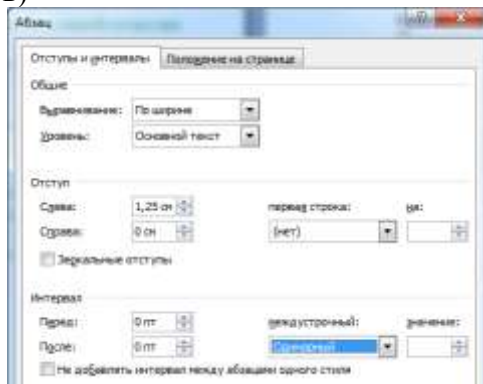 Абзац
Отступы и интервалы Положение на странице
Общие
Выравнивание: По ширине
Уровень: Основной текст
Отступ
Слева: 1,25 см первая строка: на:
Справа: 0 см (нет)
Зеркальные отступы
Интервал
Перед: 0 пт междустрочный: значение:
После: 0 пт Одинарный
Не добавлять интервал между абзацами одного стиля